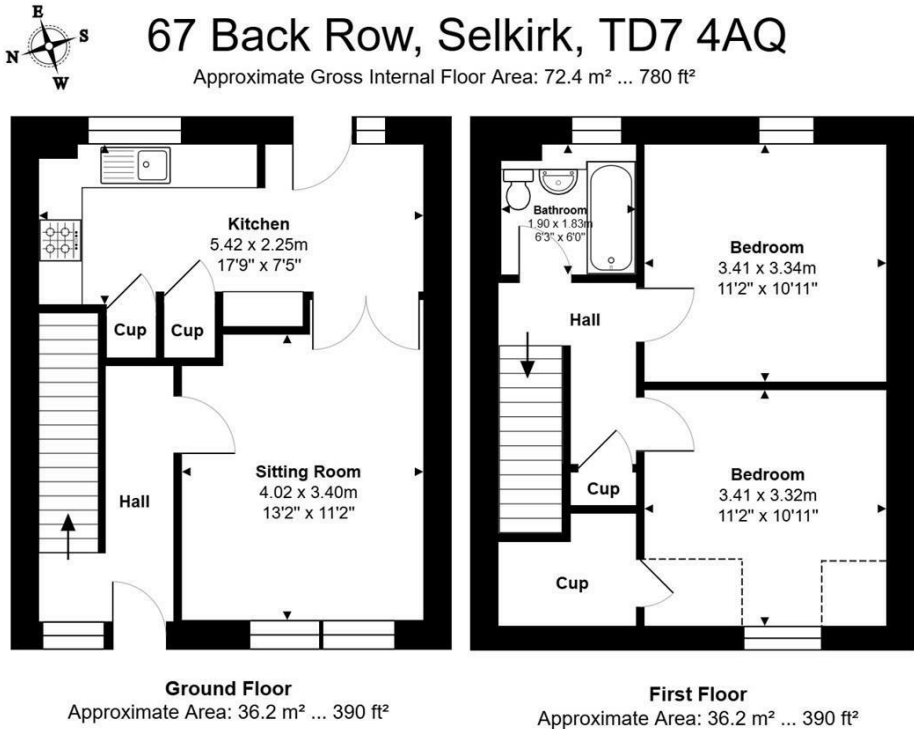 E
N S
W
67 Back Row, Selkirk, TD7 4AQ
Approximate Gross Internal Floor Area: 72.4 m² ... 780 ft²
Kitchen
5.42 x 2.25m
17'9" x 7'5"
Cup
Cup
Sitting Room
4.02 x 3.40m
13'2" x 11'2"
Hall
Ground Floor
Approximate Area: 36.2 m² ... 390 ft²
Bathroom
1.90 x 1.83m
6'3" x 6'0"
Bedroom
3.41 x 3.34m
11'2" x 10'11"
Hall
Bedroom
3.41 x 3.32m
11'2" x 10'11"
Cup
Cup
First Floor
Approximate Area: 36.2 m² ... 390 ft²